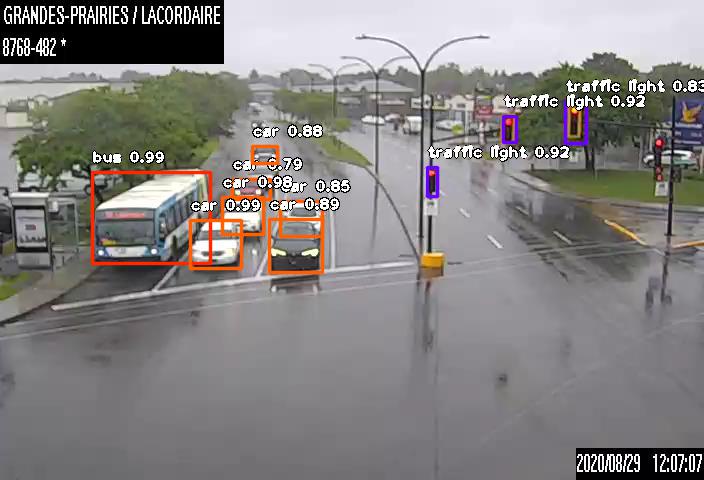 GRANDES-PRAIRIES / LACORDAIRE
8768-482 *
traffic light 0.83
traffic light 0.92
car 0.88
traffic light 0.92
bus 0.99
car 0.79
car 0.98
car 0.85
car 0.99
car 0.89
2020/08/29 12:07:07